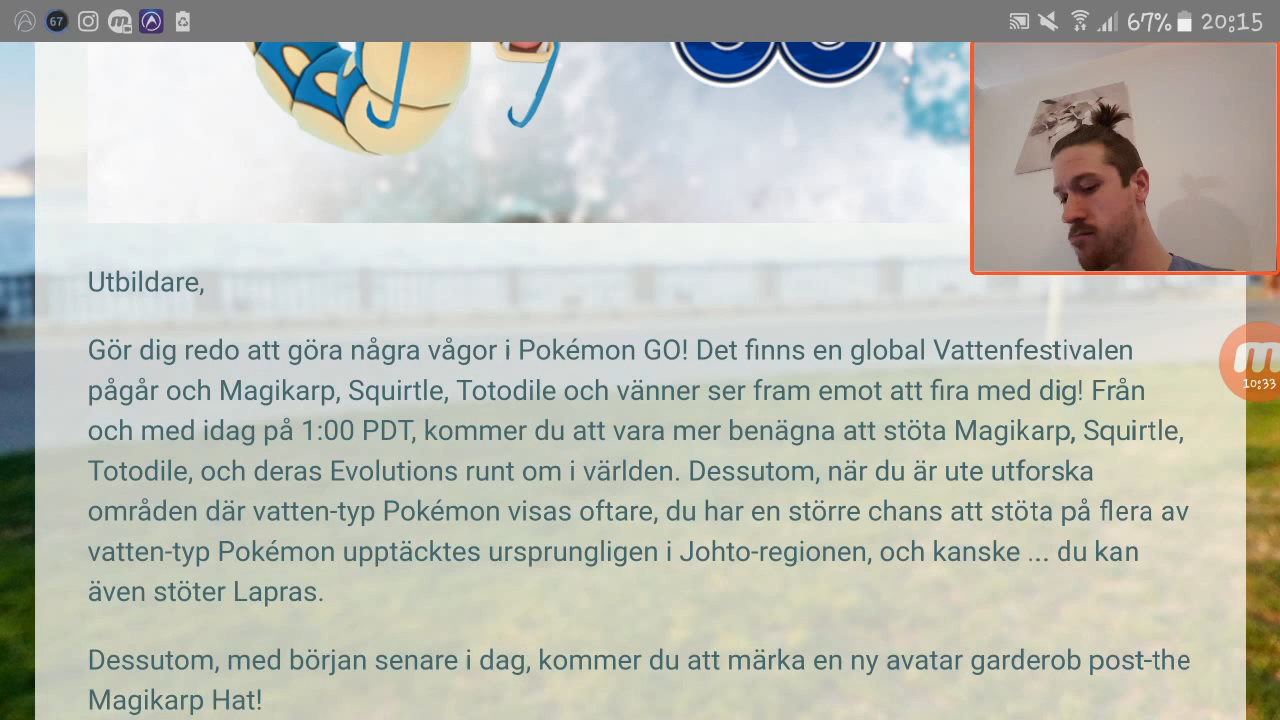 67
67% 20:15
GO
Utbildare,
Gör dig redo att göra några vågor i Pokémon GO! Det finns en global Vattenfestivalen
pågår och Magikarp, Squirtle, Totodile och vänner ser fram emot att fira med dig! Från
och med idag på 1:00 PDT, kommer du att vara mer benägna att stöta Magikarp, Squirtle,
Totodile, och deras Evolutions runt om i världen. Dessutom, när du är ute utforska
områden där vatten-typ Pokémon visas oftare, du har en större chans att stöta på flera av
vatten-typ Pokémon upptäcktes ursprungligen i Johto-regionen, och kanske ... du kan
även stöter Lapras.
10:33
Dessutom, med början senare i dag, kommer du att märka en ny avatar garderob post-the
Magikarp Hat!